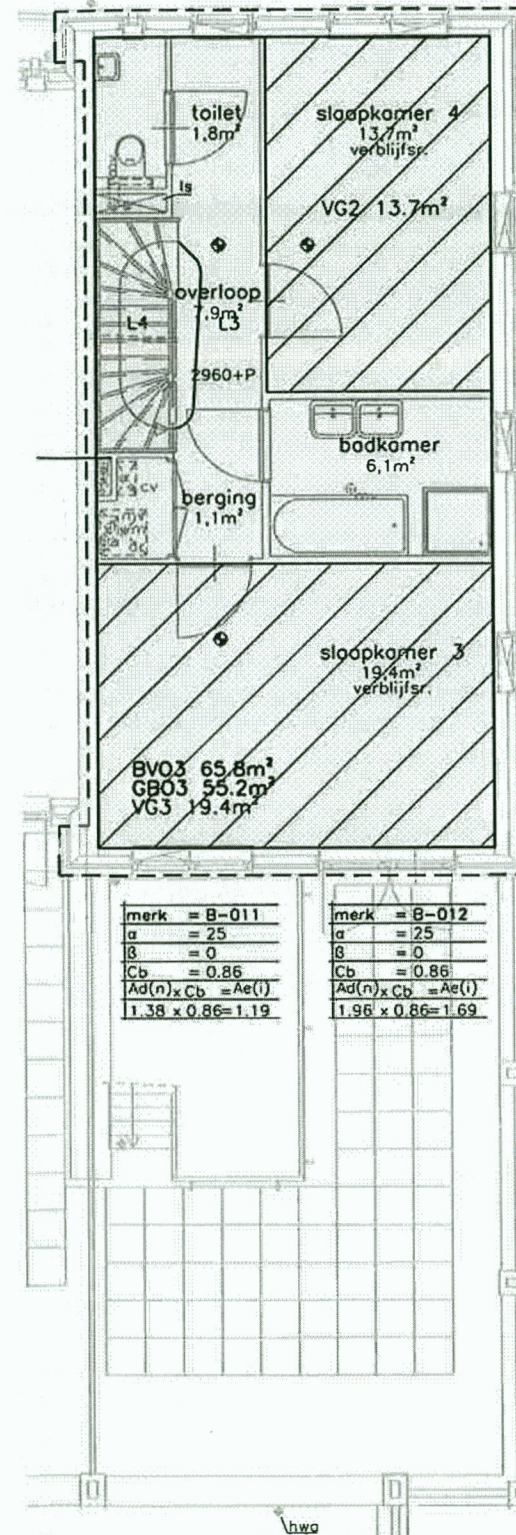 toilet
1,8m²
slaapkamer 4
13,7m²
verblijfsr.
ls
VG2 13.7m²
overloop
7,9m²
L4
L3
2960+P
badkamer
6,1m²
CV
berging
1,1m²
slaapkamer 3
19,4m²
verblijfsr.
BVO3 65.8m²
GBO3 55.2m²
VG3 19.4m²
merk = B-011
α = 25
β = 0
Cb = 0.86
Ad(n) x Cb = Ae(i)
1.38 x 0.86=1.19
merk = B-012
α = 25
β = 0
Cb = 0.86
Ad(n) x Cb = Ae(i)
1.96 x 0.86=1.69
hwa